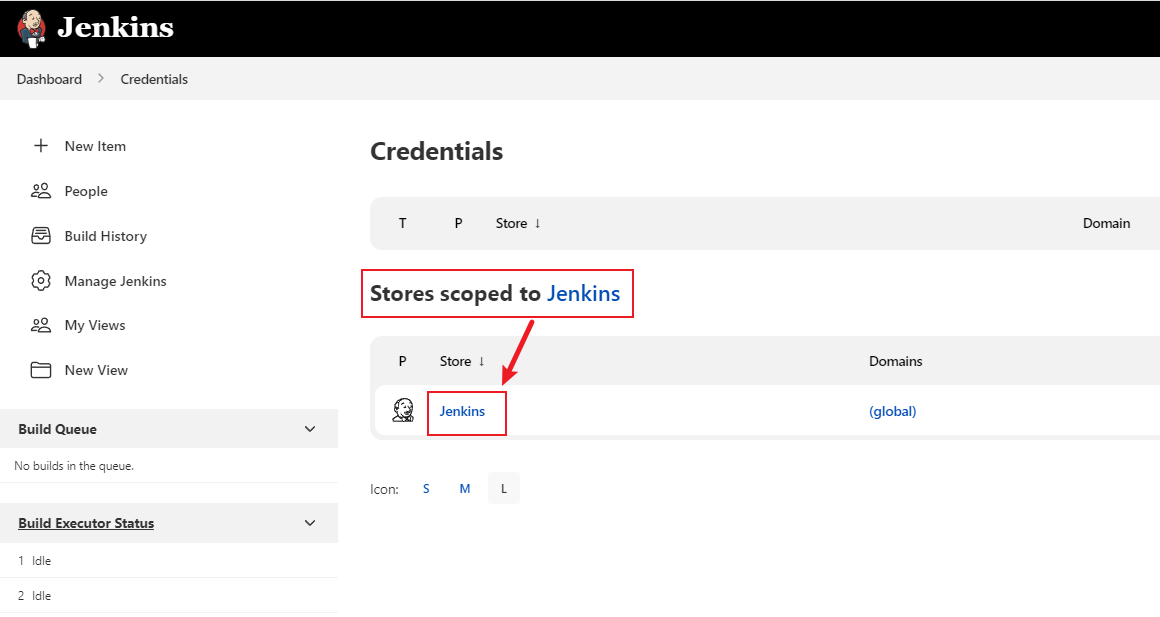 Jenkins
Dashboard > Credentials
New Item
People
Build History
Manage Jenkins
My Views
New View
Build Queue
No builds in the queue.
Build Executor Status
1 Idle
2 Idle
Credentials
T P Store ↓ Domain
Stores scoped to Jenkins
P Store ↓ Domains
Jenkins (global)
Icon: S M L